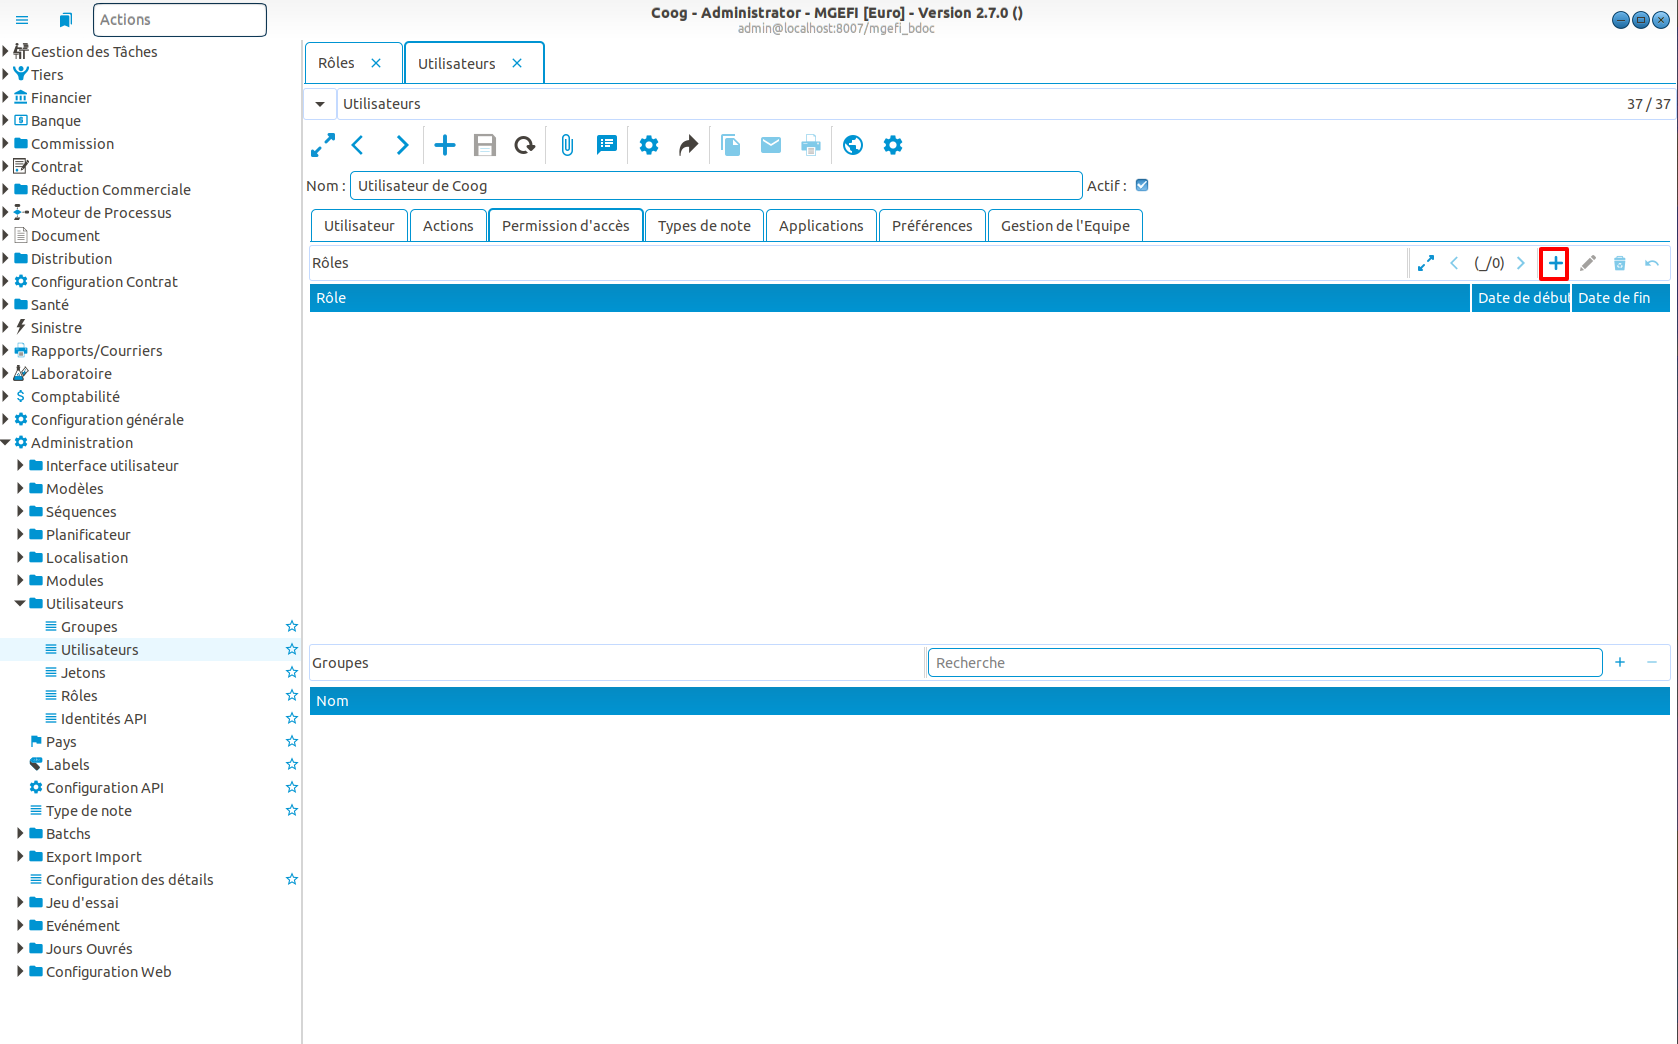 Coog - Administrator - MGEFI [Euro] - Version 2.7.0 ()
admin@localhost:8007/mgefi_bdoc
Actions
Gestion des Tâches
Tiers
Financier
Banque
Commission
Contrat
Réduction Commerciale
Moteur de Processus
Document
Distribution
Configuration Contrat
Santé
Sinistre
Rapports/Courriers
Laboratoire
Comptabilité
Configuration générale
Administration
Interface utilisateur
Modèles
Séquences
Planificateur
Localisation
Modules
Utilisateurs
Groupes
Utilisateurs
Jetons
Rôles
Identités API
Pays
Labels
Configuration API
Type de note
Batchs
Export Import
Configuration des détails
Jeu d'essai
Evénément
Jours Ouvrés
Configuration Web
Rôles
Utilisateurs
Utilisateurs 37 / 37
Nom : Utilisateur de Coog Actif :
Utilisateur Actions Permission d'accès Types de note Applications Préférences Gestion de l'Equipe
Rôles (_/0)
Rôle Date de débu Date de fin
Groupes Recherche
Nom